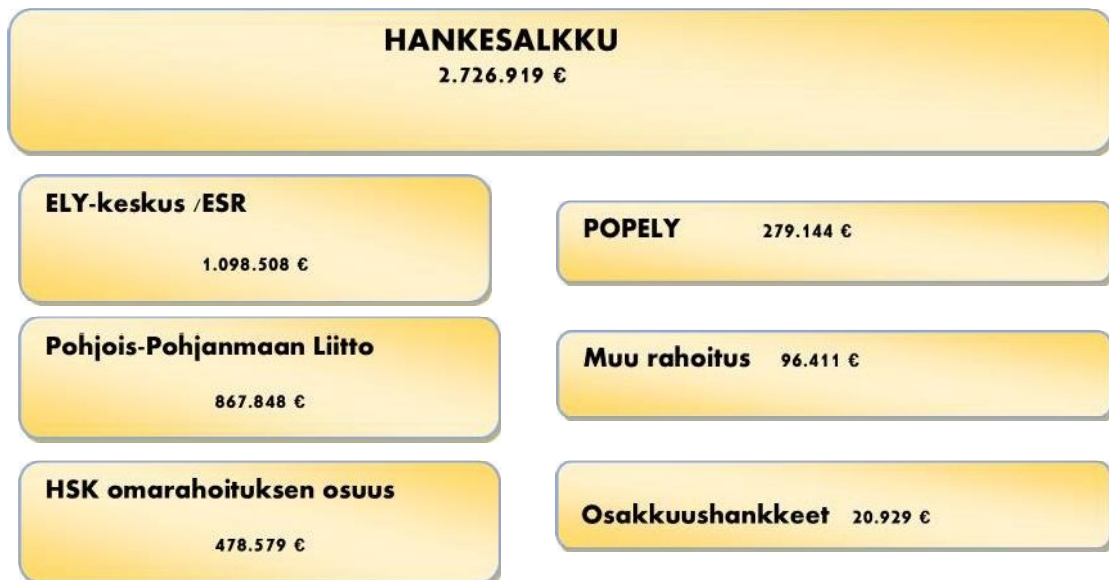 HANKESALKKU
2.726.919 €
ELY-keskus /ESR
1.098.508 €
Pohjois-Pohjanmaan Liitto
867.848 €
HSK omarahoituksen osuus
478.579 €
POPELY 279.144 €
Muu rahoitus 96.411 €
Osakkuushankkeet 20.929 €